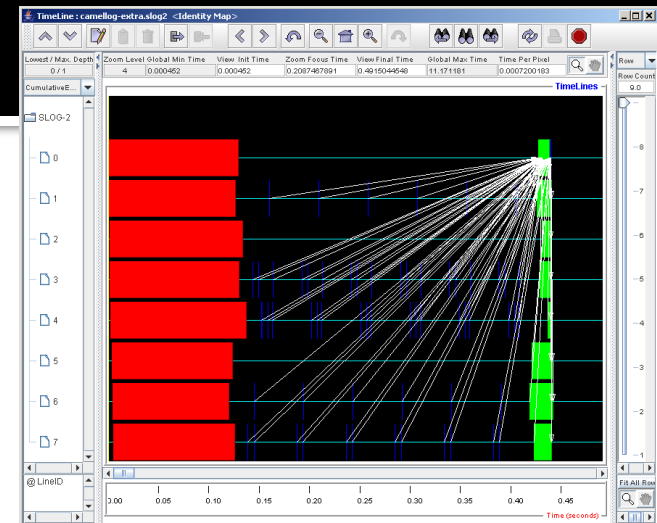 TimeLine : camellog-extra.slog2 <Identity Map>
Lowest / Max. Depth Zoom Level Global Min Time View Init Time Zoom Focus Time View Final Time Global Max Time Time Per Pixel Row
0 / 1 4 0.000452 0.000452 0.2087467891 0.4915044548 11.171181 0.0007200183 Row Count
CumulativeE... 9.0
TimeLines
SLOG-2
0
1
2
3
4
5
6
7
8
7
6
5
4
3
2
1
@ LineID
0.00 0.05 0.10 0.15 0.20 0.25 0.30 0.35 0.40 0.45
Fit All Row
Time (seconds)